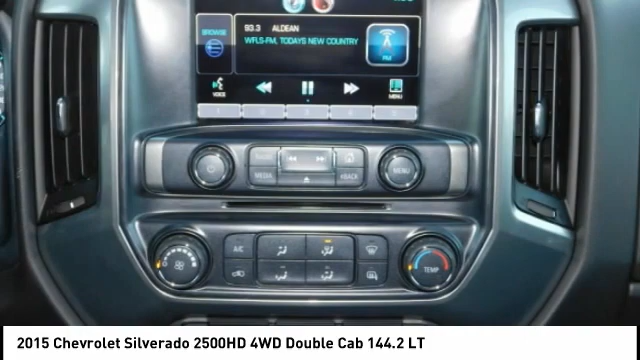 BROWSE
93.3 ALDEAN
WFLS-FM, TODAYS NEW COUNTRY
FM
VOICE
MENU
MENU
MEDIA
BACK
A/C
TEMP
2015 Chevrolet Silverado 2500HD 4WD Double Cab 144.2 LT